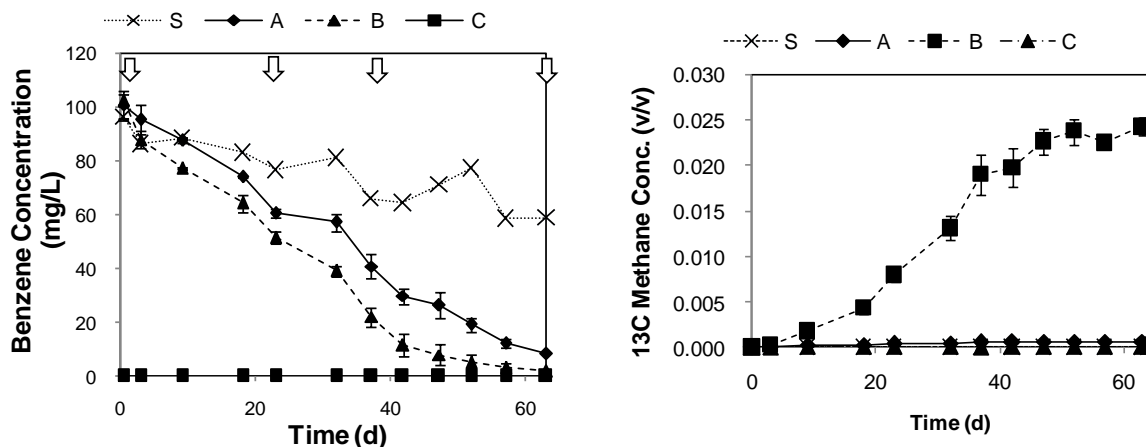 S A B C
120
100
80
60
40
20
0
0 20 40 60
Benzene Concentration
(mg/L)
Time (d)
S A B C
0.030
0.025
0.020
0.015
0.010
0.005
0.000
0 20 40 60
13C Methane Conc. (v/v)
Time (d)